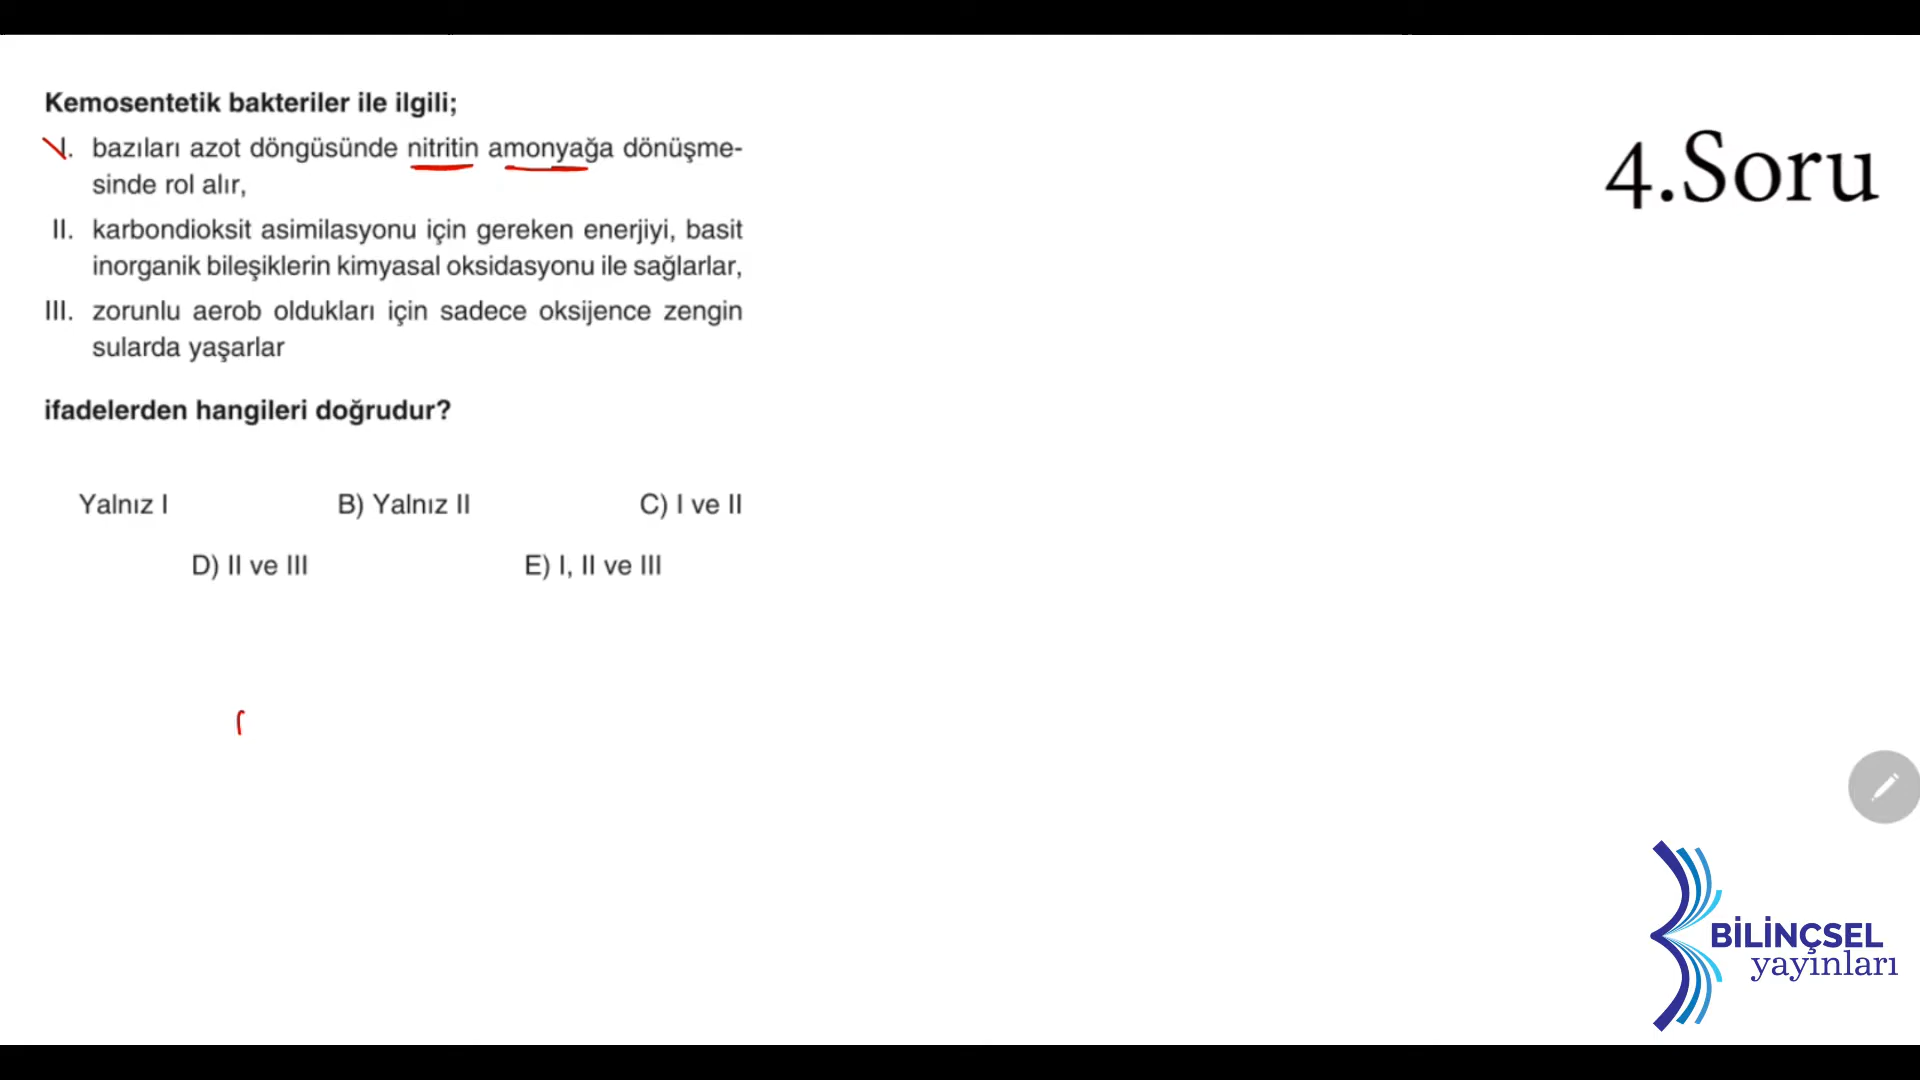 Kemosentetik bakteriler ile ilgili;
I. bazıları azot döngüsünde nitritin amonyağa dönüşme-
sinde rol alır,
II. karbondioksit asimilasyonu için gereken enerjiyi, basit
inorganik bileşiklerin kimyasal oksidasyonu ile sağlarlar,
III. zorunlu aerob oldukları için sadece oksijence zengin
sularda yaşarlar
ifadelerden hangileri doğrudur?
Yalnız I B) Yalnız II C) I ve II
D) II ve III E) I, II ve III
4.Soru
BİLİNÇSEL
yayınları